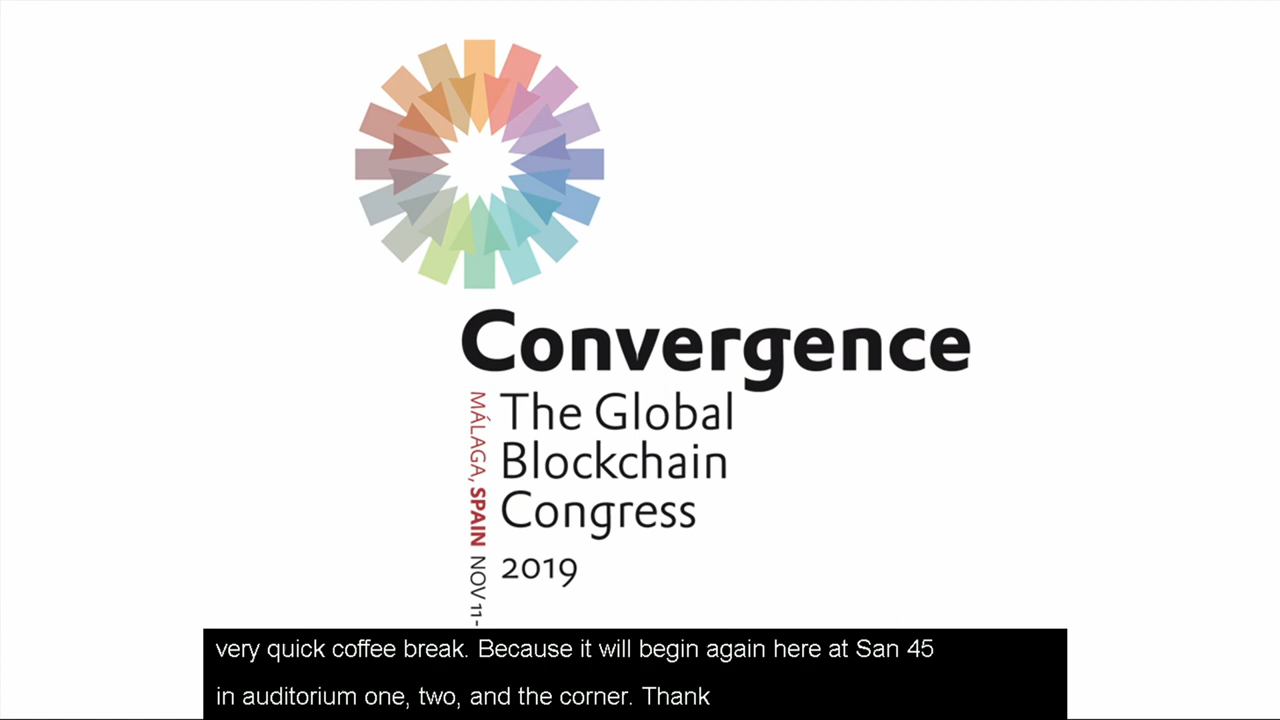 Convergence
The Global
Blockchain
Congress
2019
MÁLAGA, SPAIN NOV 11-
very quick coffee break. Because it will begin again here at San 45
in auditorium one, two, and the corner. Thank